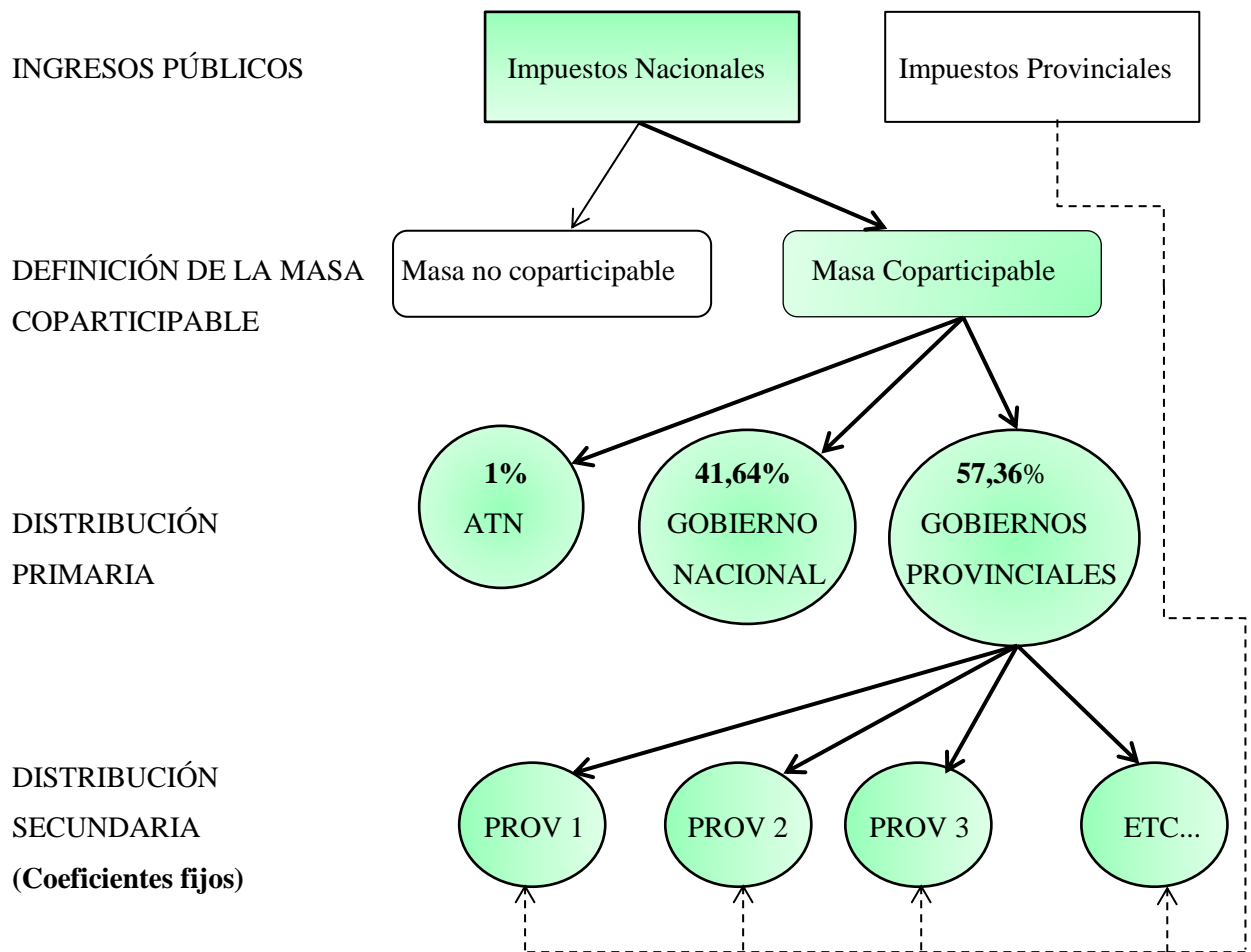 INGRESOS PÚBLICOS
Impuestos Nacionales
Impuestos Provinciales
DEFINICIÓN DE LA MASA
COPARTICIPABLE
Masa no coparticipable
Masa Coparticipable
DISTRIBUCIÓN
PRIMARIA
1%
ATN
41,64%
GOBIERNO
NACIONAL
57,36%
GOBIERNOS
PROVINCIALES
DISTRIBUCIÓN
SECUNDARIA
(Coeficientes fijos)
PROV 1
PROV 2
PROV 3
ETC...